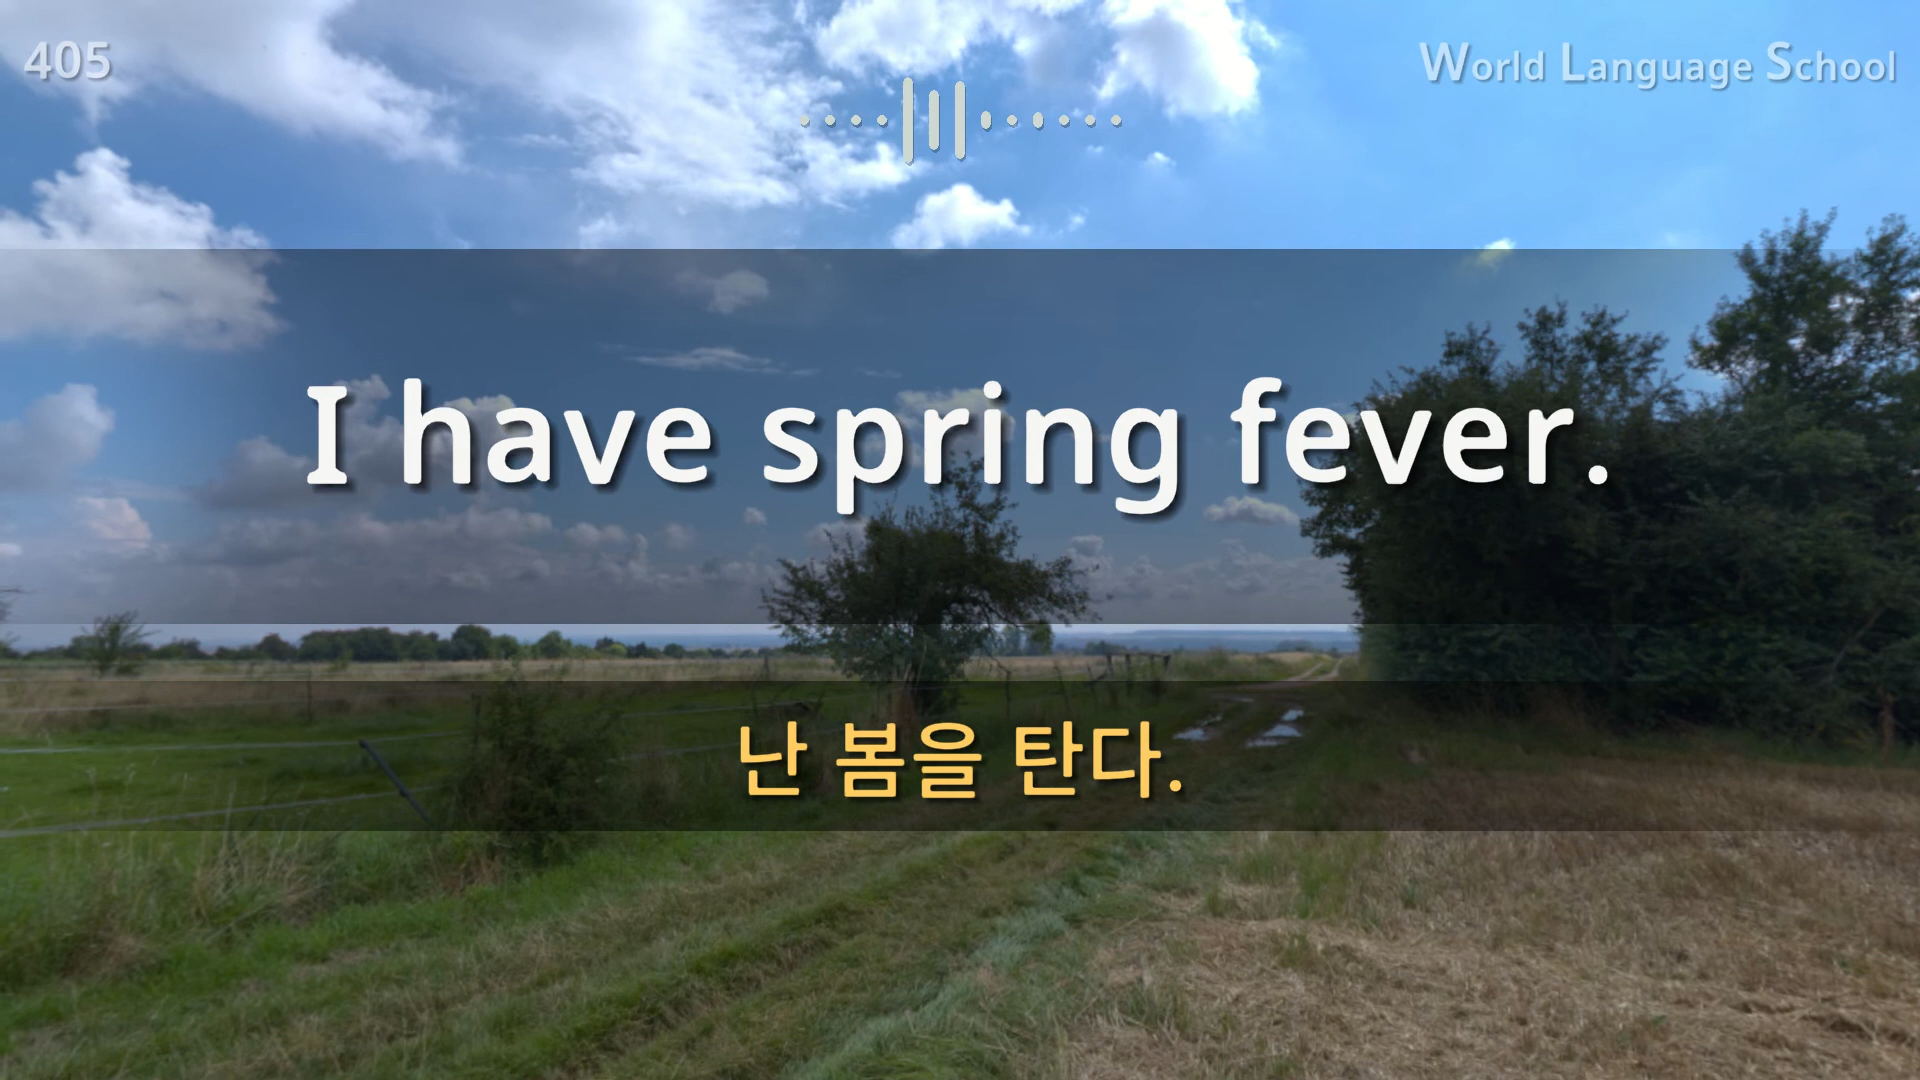 405
World Language School
I have spring fever.
난 봄을 탄다.